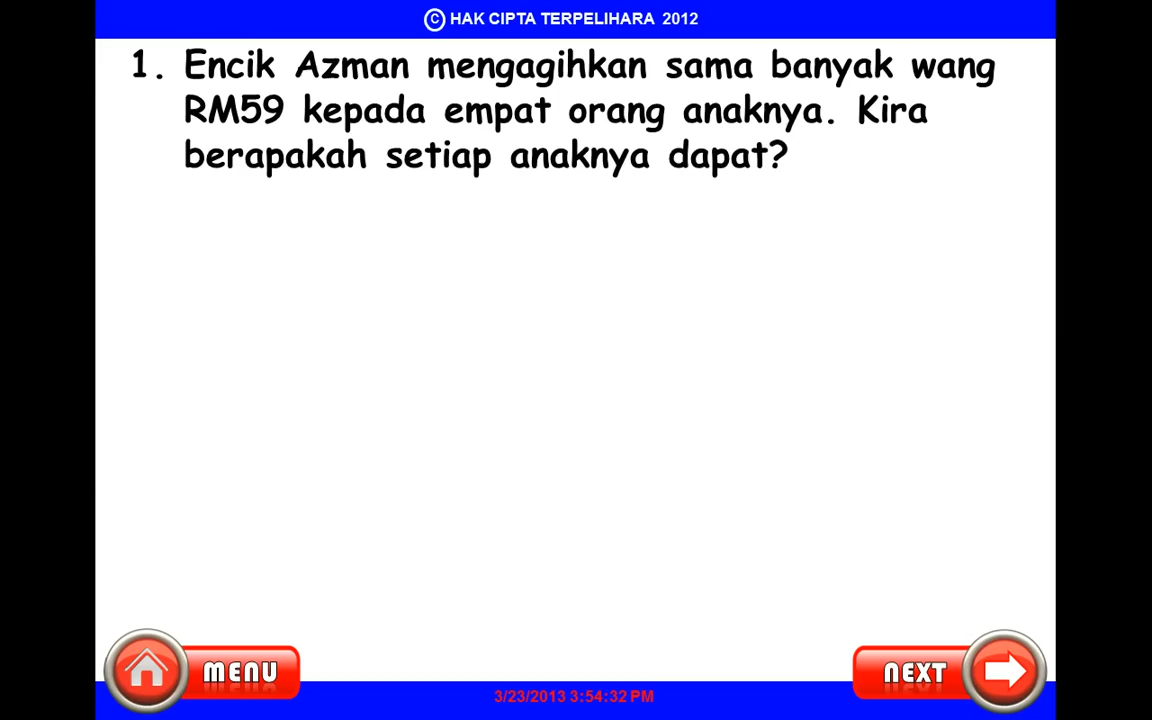 © HAK CIPTA TERPELIHARA 2012
1. Encik Azman mengagihkan sama banyak wang
RM59 kepada empat orang anaknya. Kira
berapakah setiap anaknya dapat?
MENU
NEXT
3/23/2013 3:54:32 PM